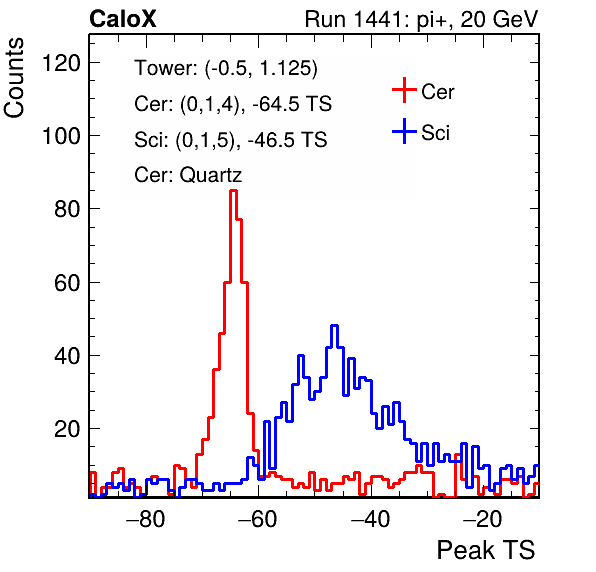 CaloX Run 1441: pi+, 20 GeV
Counts
Tower: (-0.5, 1.125)
Cer: (0,1,4), -64.5 TS
Sci: (0,1,5), -46.5 TS
Cer: Quartz
Cer
Sci
120
100
80
60
40
20
−80 −60 −40 −20
Peak TS